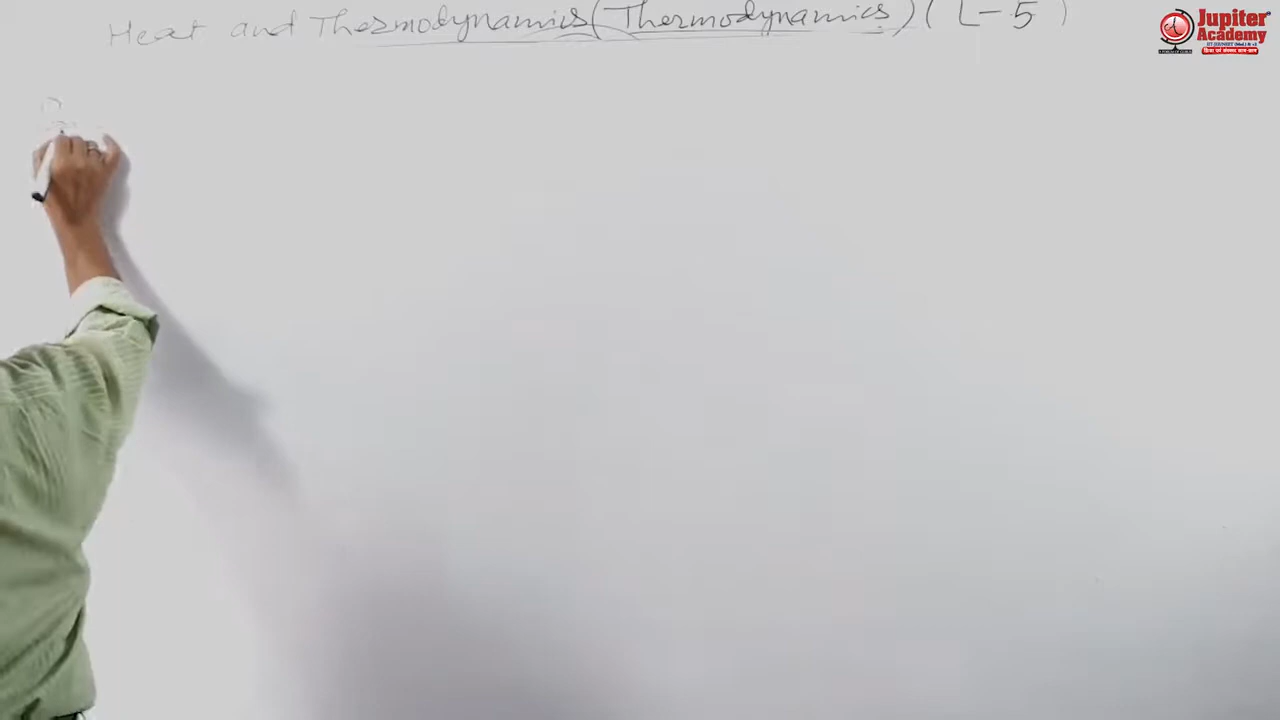 Heat and Thermodynamics (Thermodynamics) (L-5)
Jupiter
Academy